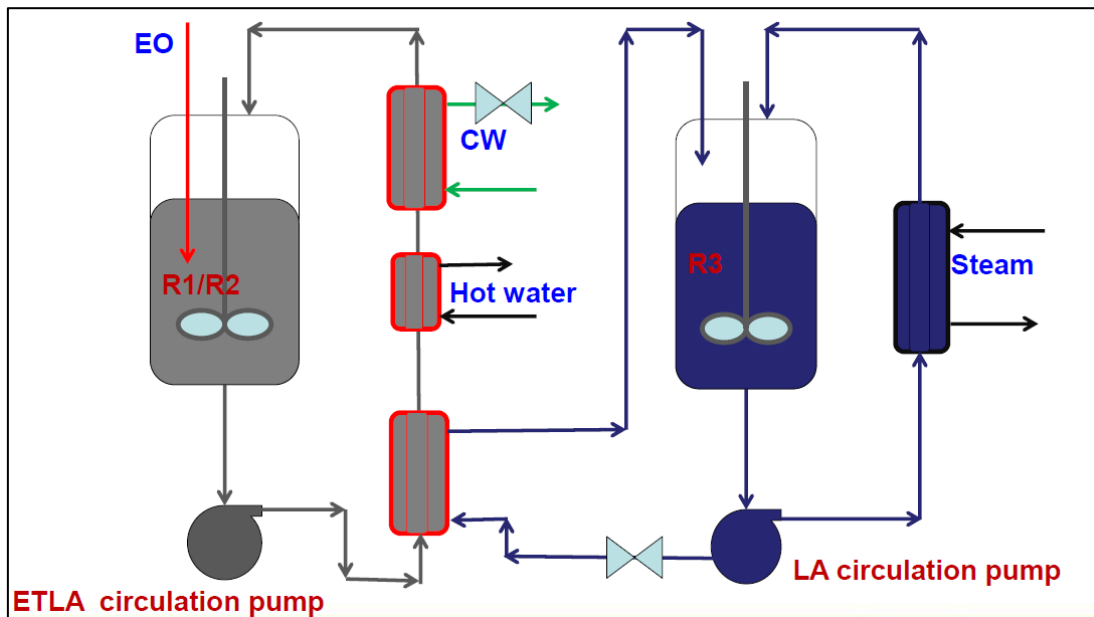 EO
CW
R1/R2
R3
Hot water
Steam
LA circulation pump
ETLA circulation pump